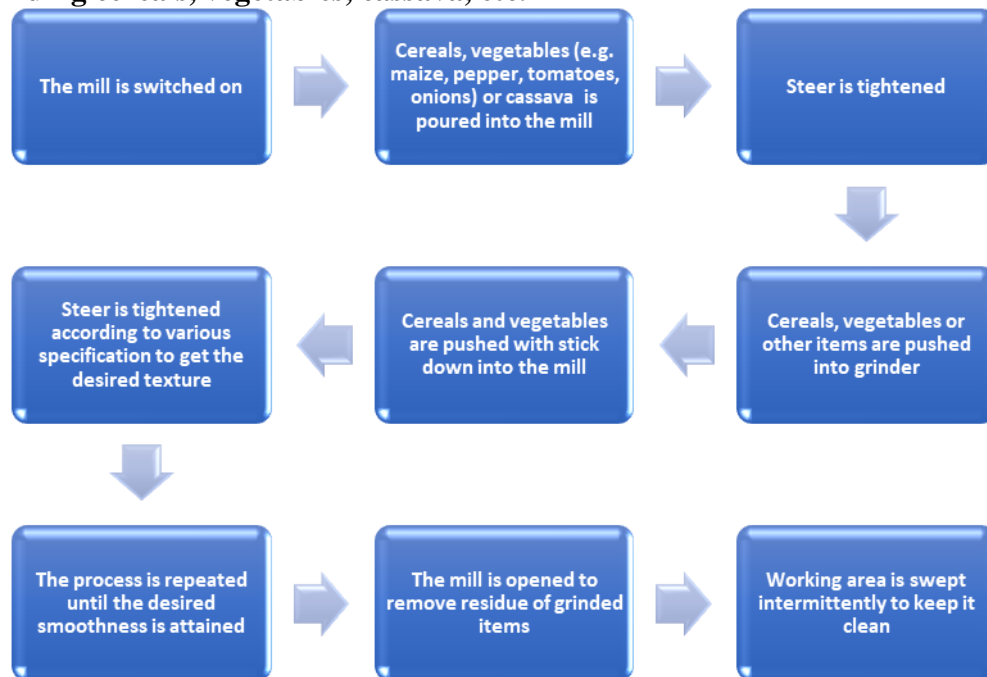 cereals, vegetables, cassava, etc.
The mill is switched on
Cereals, vegetables (e.g.
maize, pepper, tomatoes,
onions) or cassava is
poured into the mill
Steer is tightened
Cereals, vegetables or
other items are pushed
into grinder
Cereals and vegetables
are pushed with stick
down into the mill
Steer is tightened
according to various
specification to get the
desired texture
The process is repeated
until the desired
smoothness is attained
The mill is opened to
remove residue of grinded
items
Working area is swept
intermittently to keep it
clean